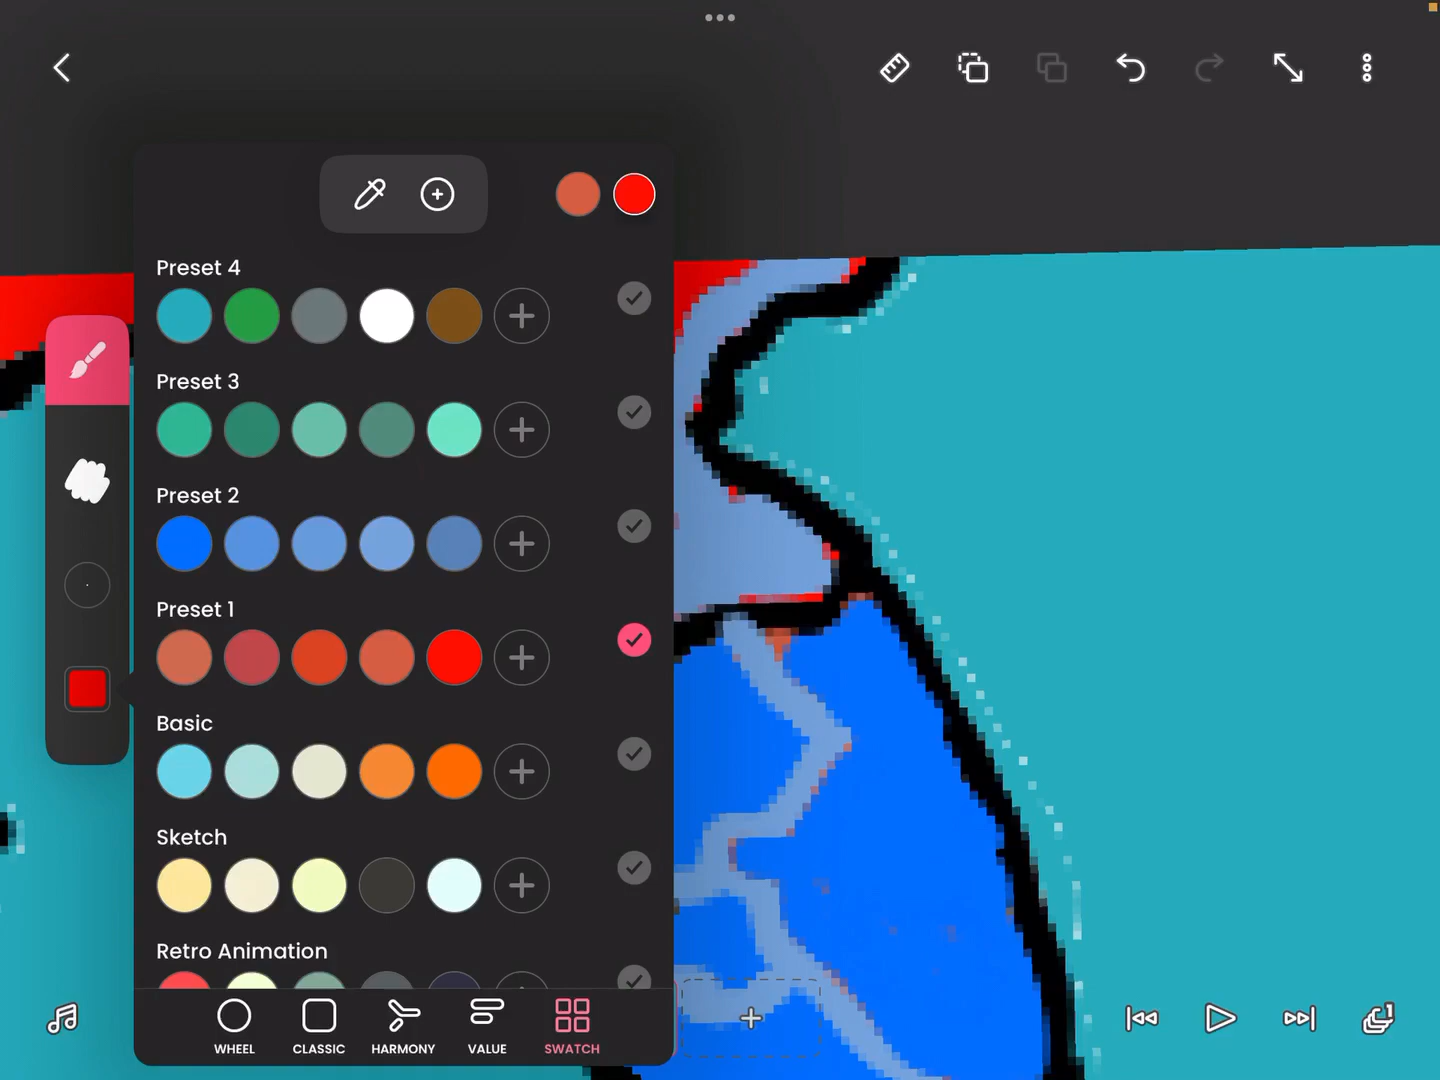 Preset 4
Preset 3
Preset 2
Preset 1
Basic
Sketch
Retro Animation
WHEEL
CLASSIC
HARMONY
VALUE
SWATCH